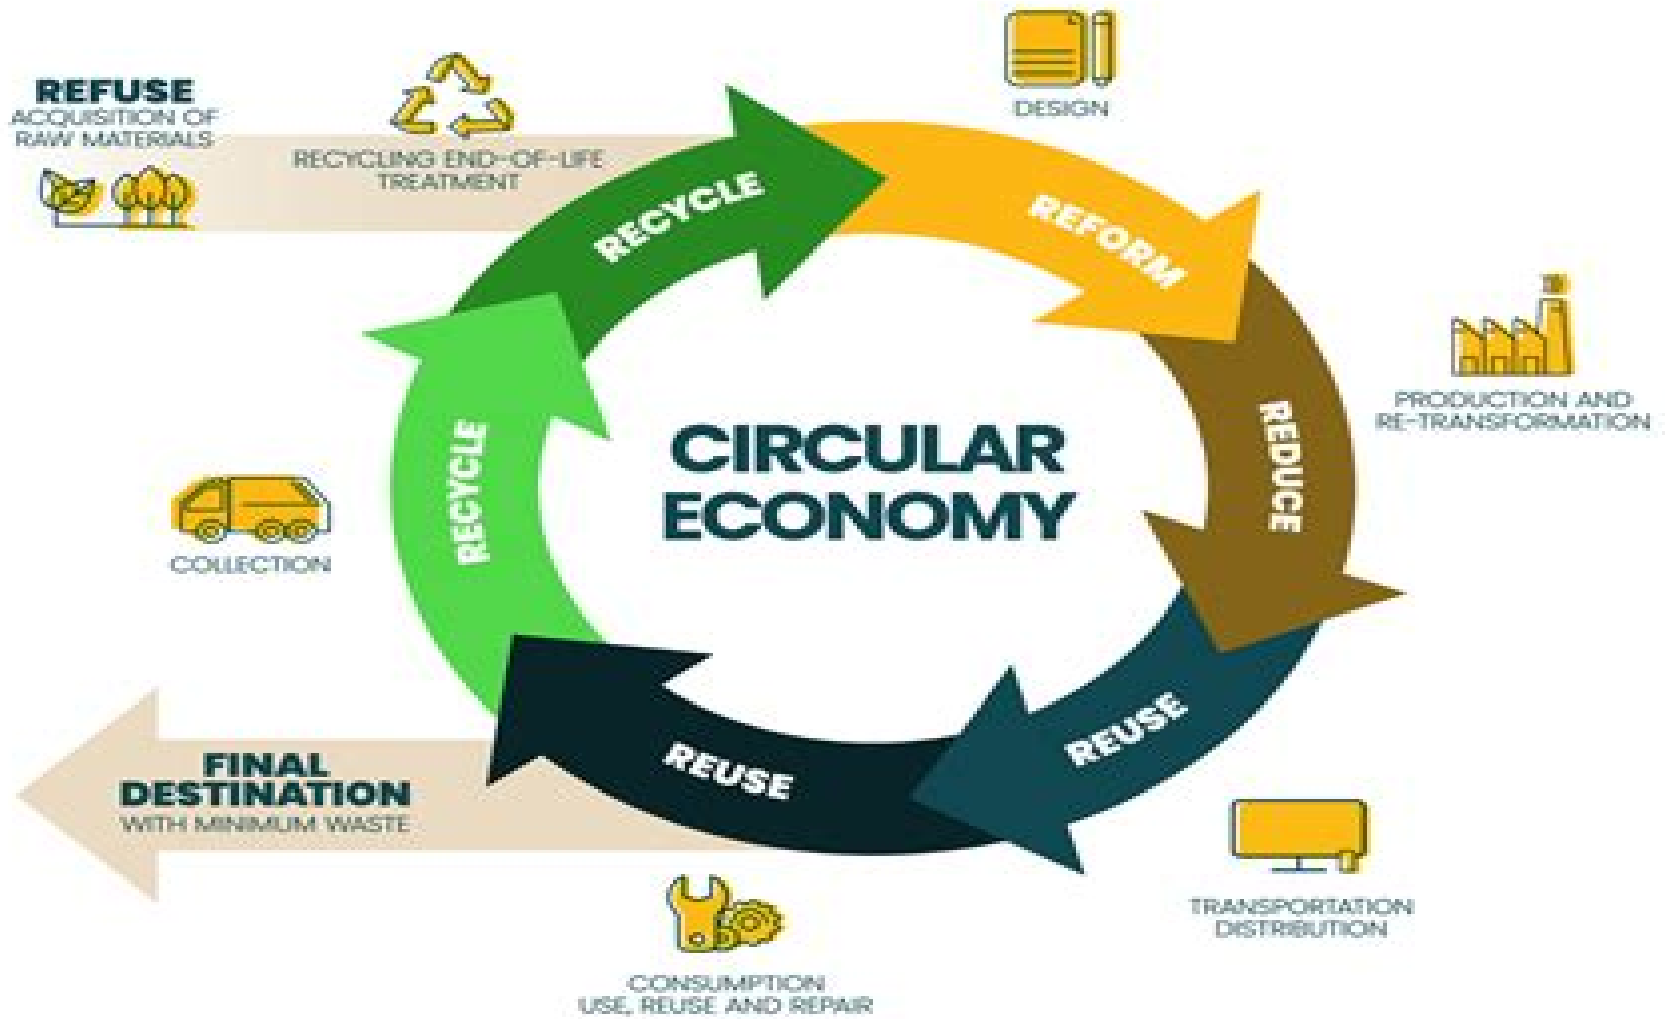 REFUSE
ACQUISITION OF
RAW MATERIALS
RECYCLING END-OF-LIFE
TREATMENT
DESIGN
RECYCLE
REFORM
PRODUCTION AND
RE-TRANSFORMATION
REDUCE
CIRCULAR
ECONOMY
RECYCLE
COLLECTION
REUSE
REUSE
FINAL
DESTINATION
WITH MINIMUM WASTE
TRANSPORTATION
DISTRIBUTION
CONSUMPTION
USE, REUSE AND REPAIR